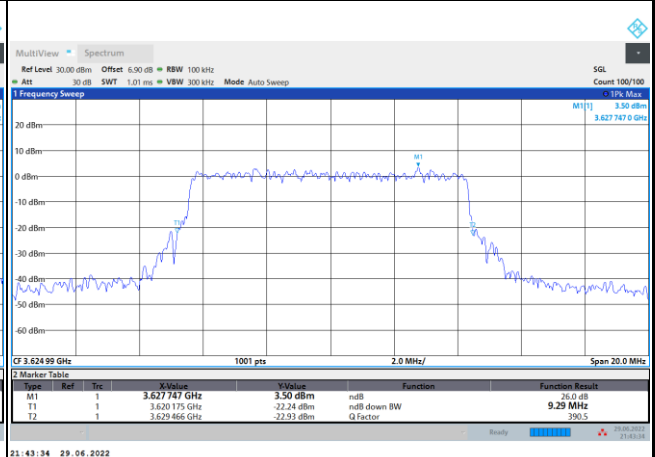 MultiView Spectrum
Ref Level 30.00 dBm Offset 6.90 dB RBW 100 kHz SGL
Att 30 dB SWT 1.01 ms VBW 300 kHz Mode Auto Sweep Count 100/100
1 Frequency Sweep 1Pk Max
M1[1] 3.50 dBm
3.627 747 0 GHz
20 dBm
10 dBm
M1
0 dBm
-10 dBm
T1
T2
-20 dBm
-30 dBm
-40 dBm
-50 dBm
-60 dBm
CF 3.624 99 GHz 1001 pts 2.0 MHz/ Span 20.0 MHz
2 Marker Table
Type Ref Trc X-Value Y-Value Function Function Result
M1 1 3.627 747 GHz 3.50 dBm ndB 26.0 dB
T1 1 3.620 175 GHz -22.24 dBm ndB down BW 9.29 MHz
T2 1 3.629 466 GHz -22.93 dBm Q Factor 390.5
Ready 29.06.2022
21:43:34
21:43:34 29.06.2022